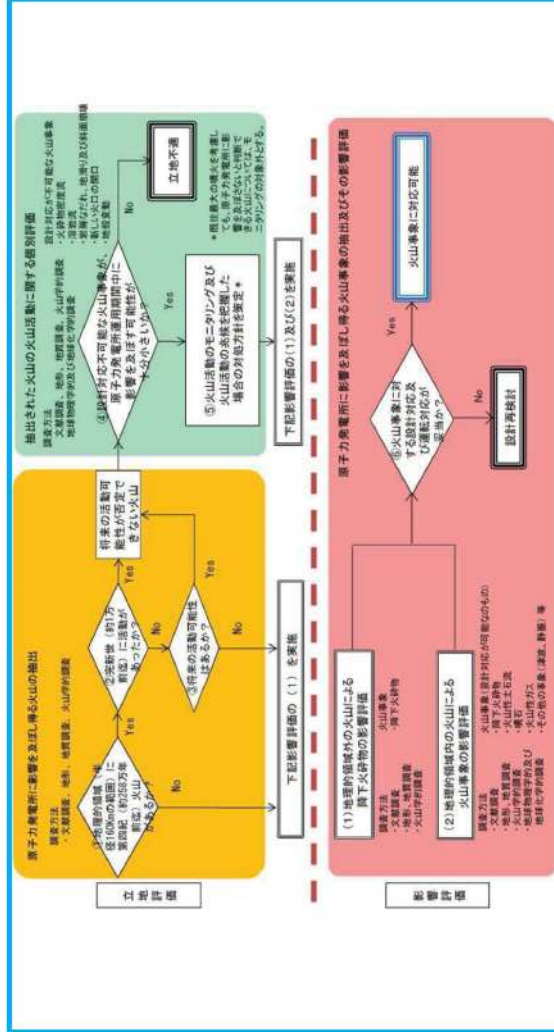 立地評価
原子力発電所に影響を及ぼし得る火山の抽出
調査方法
・文献調査、地形、地質調査、火山学的調査
①地理的領域（半
径160Kmの範囲）に
第四紀（約258万年
前迄）火山
があるか？
Yes
No
②完新世（約1万
前迄）に活動が
あったか？
Yes
No
③将来の活動可能性
はあるか？
Yes
No
将来の活動可
能性が否定で
きない火山
下記影響評価の（1）を実施
抽出された火山の火山活動に関する個別評価
調査方法
文献調査、地形、地質調査、火山学的調査
地球物理学的及び地球化学的調査
設計対応が不可能な火山事象
・火砕物密度流
・溶岩流
・岩屑なだれ、地滑り及び斜面崩壊
・新しい火口の開口
・地殻変動
④設計対応不可能な火山事象が、
原子力発電所運用期間中に
影響を及ぼす可能性が
十分小さいか？
No
立地不適
Yes
⑤火山活動のモニタリング及び
火山活動の兆候を把握した
場合の対処方針を策定＊
＊既往最大の噴火を考慮し
ても、原子力発電所に影
響を及ぼさないと判断で
きる火山については、モ
ニタリングの対象外とする。
下記影響評価の（1）及び（2）を実施
影響評価
原子力発電所に影響を及ぼし得る火山事象の抽出及びその影響評価
（1）地理的領域外の火山による
降下火砕物の影響評価
調査方法
・文献調査
・地形、地質調査
・火山学的調査
火山事象
・降下火砕物
（2）地理的領域内の火山による
火山事象の影響評価
調査方法
・文献調査
・地形、地質調査
・火山学的調査
・地球物理学的及び
地球化学的調査
火山事象（設計対応が可能なもの）
・降下火砕物
・火山性土石流
・噴石
・火山性ガス
・その他の事象（津波、静振）等
⑥火山事象に対
する設計対応及
び運転対応が
妥当か？
Yes
火山事象に対応可能
No
設計再検討